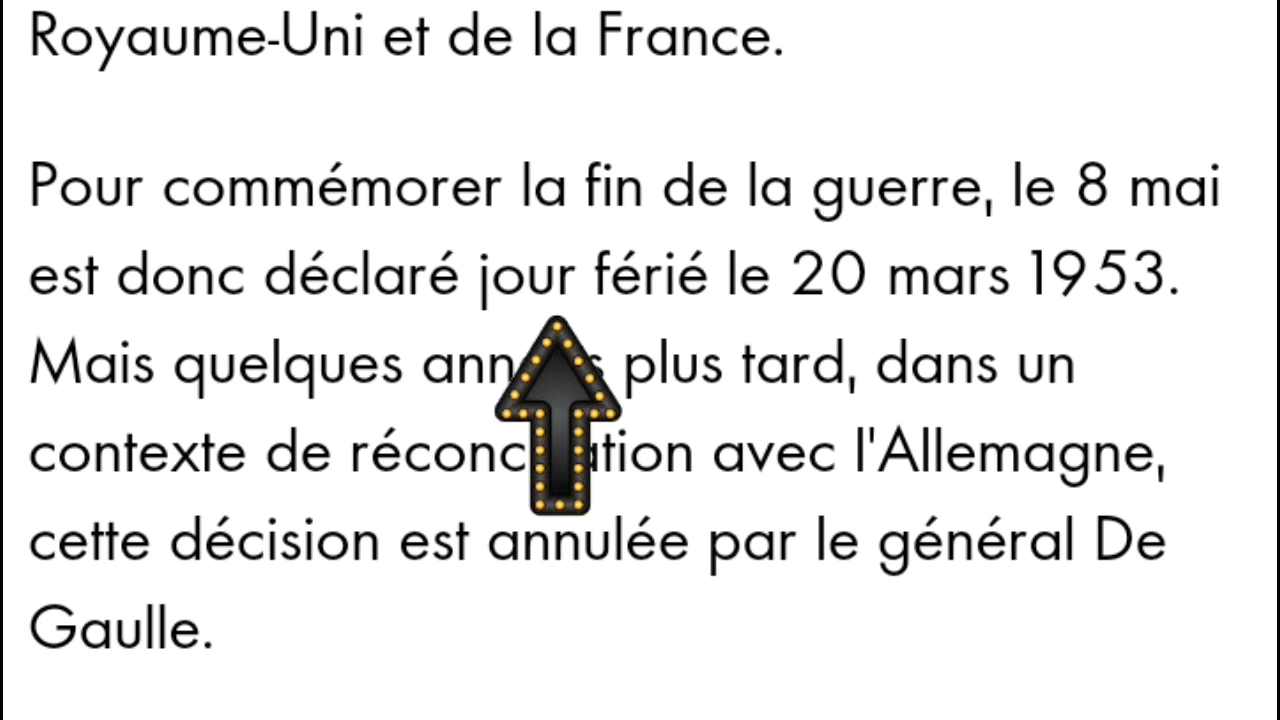 Royaume-Uni et de la France.
Pour commémorer la fin de la guerre, le 8 mai
est donc déclaré jour férié le 20 mars 1953.
Mais quelques années plus tard, dans un
contexte de réconciliation avec l'Allemagne,
cette décision est annulée par le général De
Gaulle.